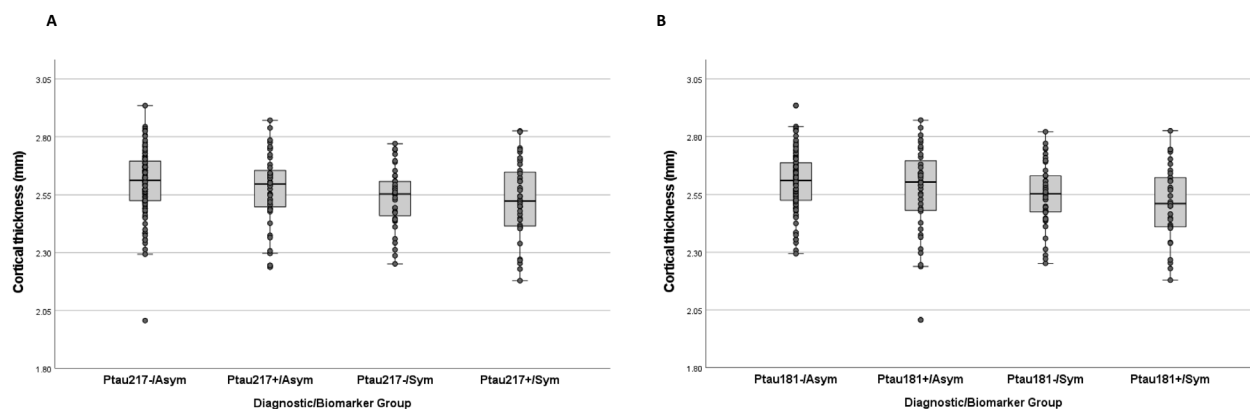 A
Cortical thickness (mm)
3.05
2.80
2.55
2.30
2.05
1.80
Ptau217-/Asym Ptau217+/Asym Ptau217-/Sym Ptau217+/Sym
Diagnostic/Biomarker Group
B
Cortical thickness (mm)
3.05
2.80
2.55
2.30
2.05
1.80
Ptau181-/Asym Ptau181+/Asym Ptau181-/Sym Ptau181+/Sym
Diagnostic/Biomarker Group